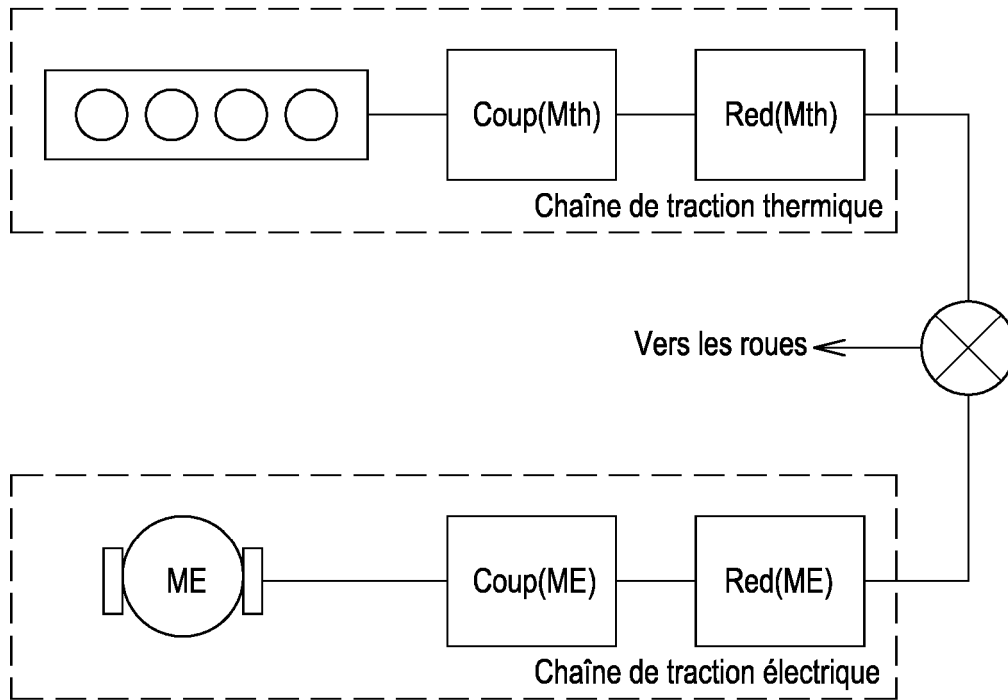 Coup(Mth)
Red(Mth)
Chaîne de traction thermique
Vers les roues
ME
Coup(ME)
Red(ME)
Chaîne de traction électrique